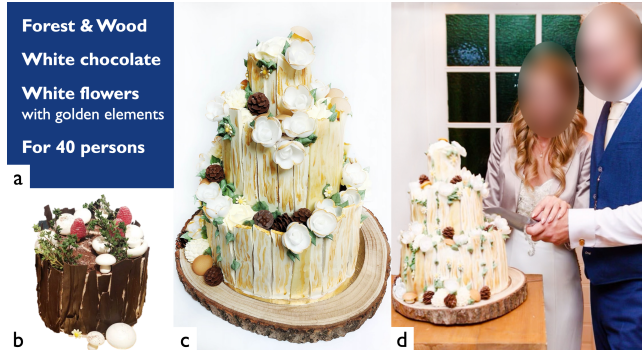 Forest & Wood
White chocolate
White flowers
with golden elements
For 40 persons
a
b
c
d